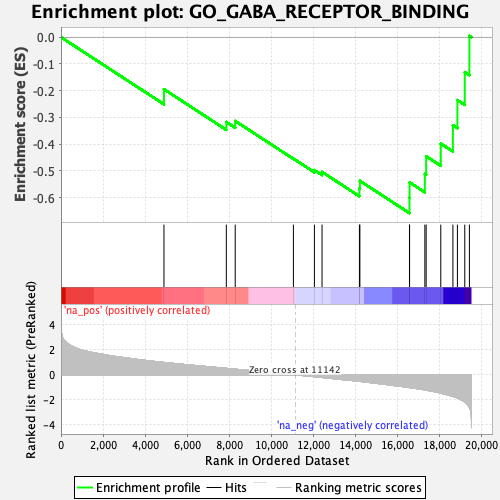 Enrichment plot: GO_GABA_RECEPTOR_BINDING
Enrichment score (ES)
0.0
-0.1
-0.2
-0.3
-0.4
-0.5
-0.6
'na_pos' (positively correlated)
Ranked list metric (PreRanked)
4
2
0
-2
-4
Zero cross at 11142
'na_neg' (negatively correlated)
0
2,000
4,000
6,000
8,000
10,000
12,000
14,000
16,000
18,000
20,000
Rank in Ordered Dataset
Enrichment profile
Hits
Ranking metric scores